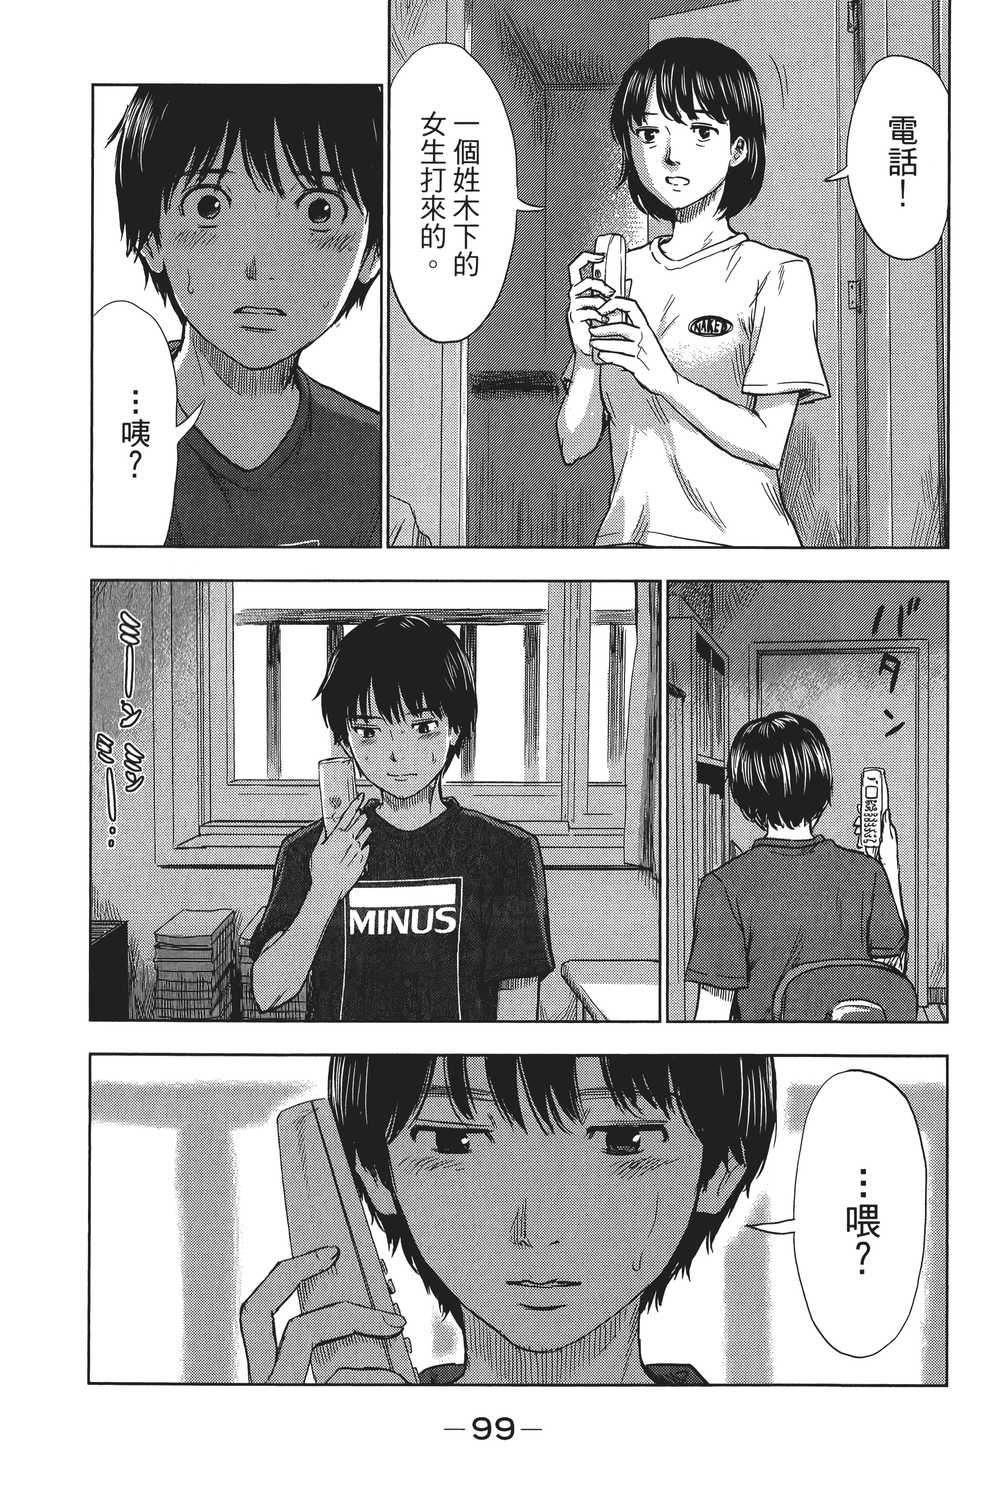 電話！
一個姓木下的
女生打來的。
NAKED
…咦？
バタン
ミーンミン
ミー…。
MINUS
…喂？
－99－